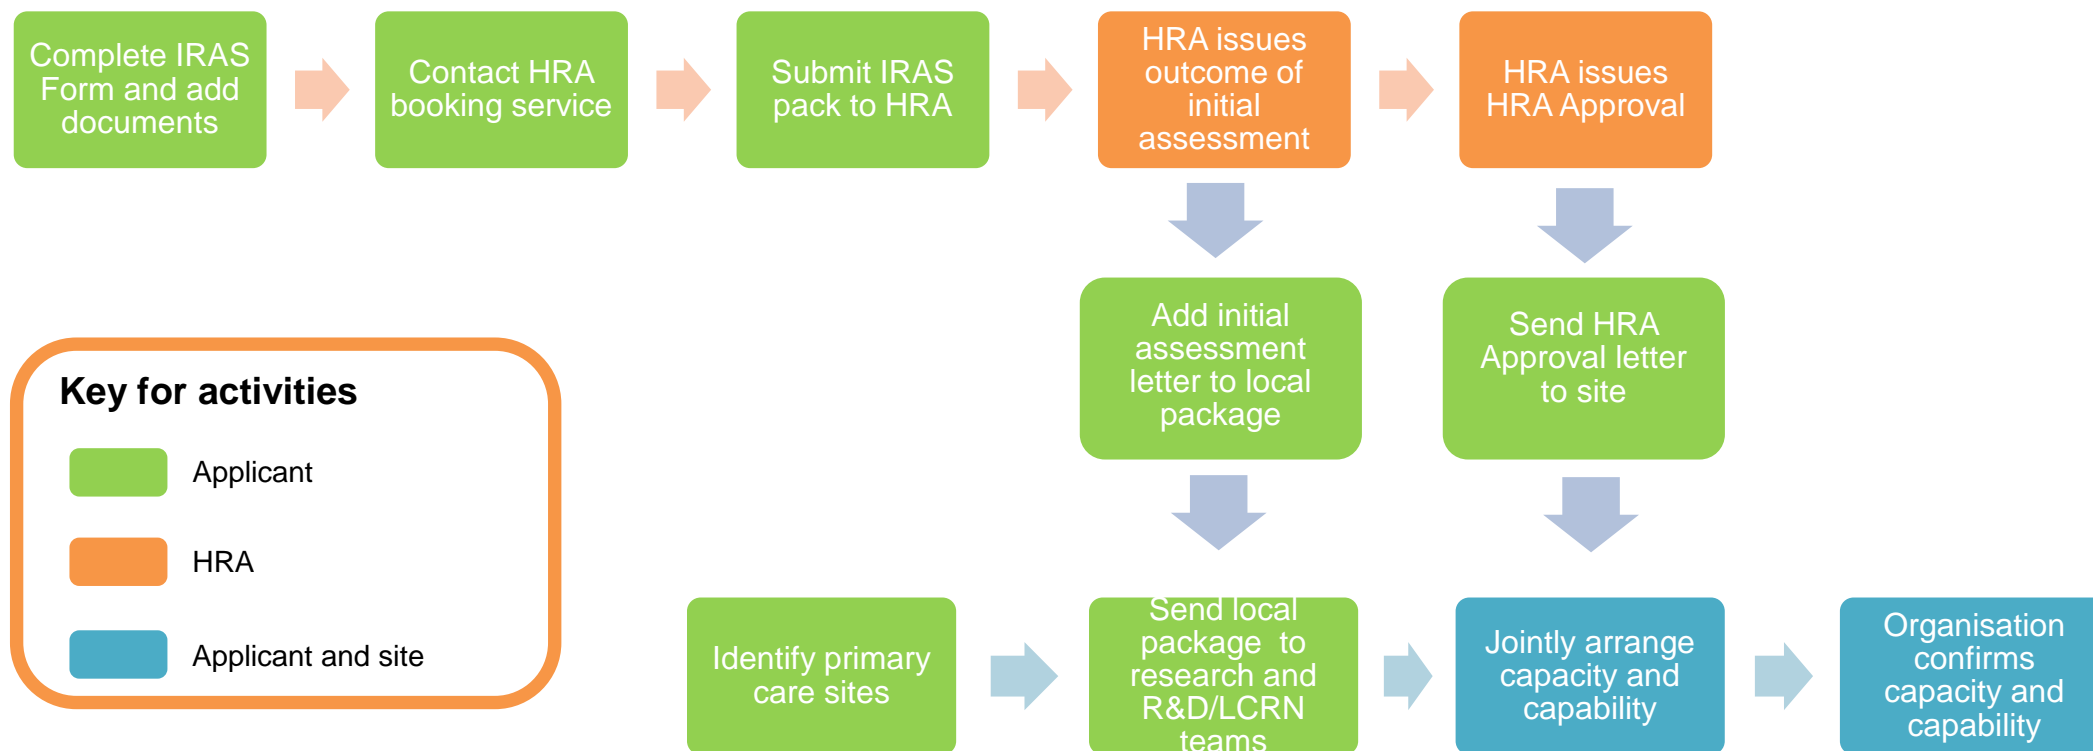 Complete IRAS
Form and add
documents
Contact HRA
booking service
Submit IRAS
pack to HRA
HRA issues
outcome of
initial
assessment
HRA issues
HRA Approval
Add initial
assessment
letter to local
package
Send HRA
Approval letter
to site
Key for activities
Applicant
HRA
Applicant and site
Identify primary
care sites
Send local
package to
research and
R&D/LCRN
teams
Jointly arrange
capacity and
capability
Organisation
confirms
capacity and
capability